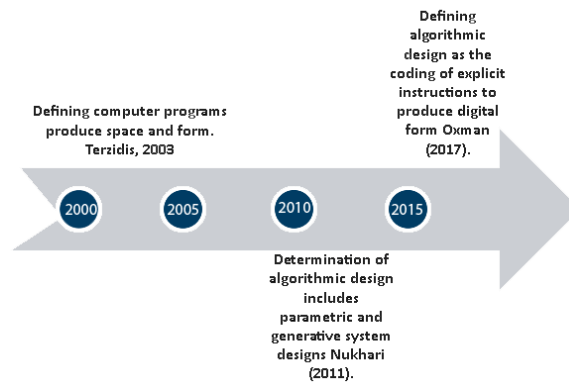 Defining
algorithmic
design as the
coding of explicit
instructions to
produce digital
form Oxman
(2017).
Defining computer programs
produce space and form.
Terzidis, 2003
2000
2005
2010
2015
Determination of
algorithmic design
includes
parametric and
generative system
designs Nukhari
(2011).